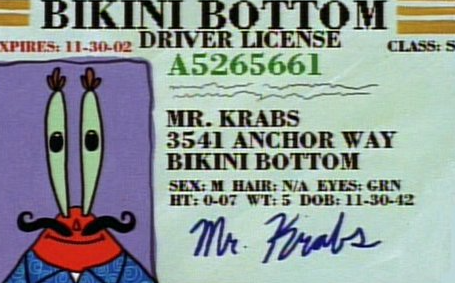 BIKINI BOTTOM
EXPIRES: 11-30-02 DRIVER LICENSE CLASS: S
A5265661
MR. KRABS
3541 ANCHOR WAY
BIKINI BOTTOM
SEX: M HAIR: N/A EYES: GRN
HT: 0-07 WT: 5 DOB: 11-30-42
Mr. Krabs